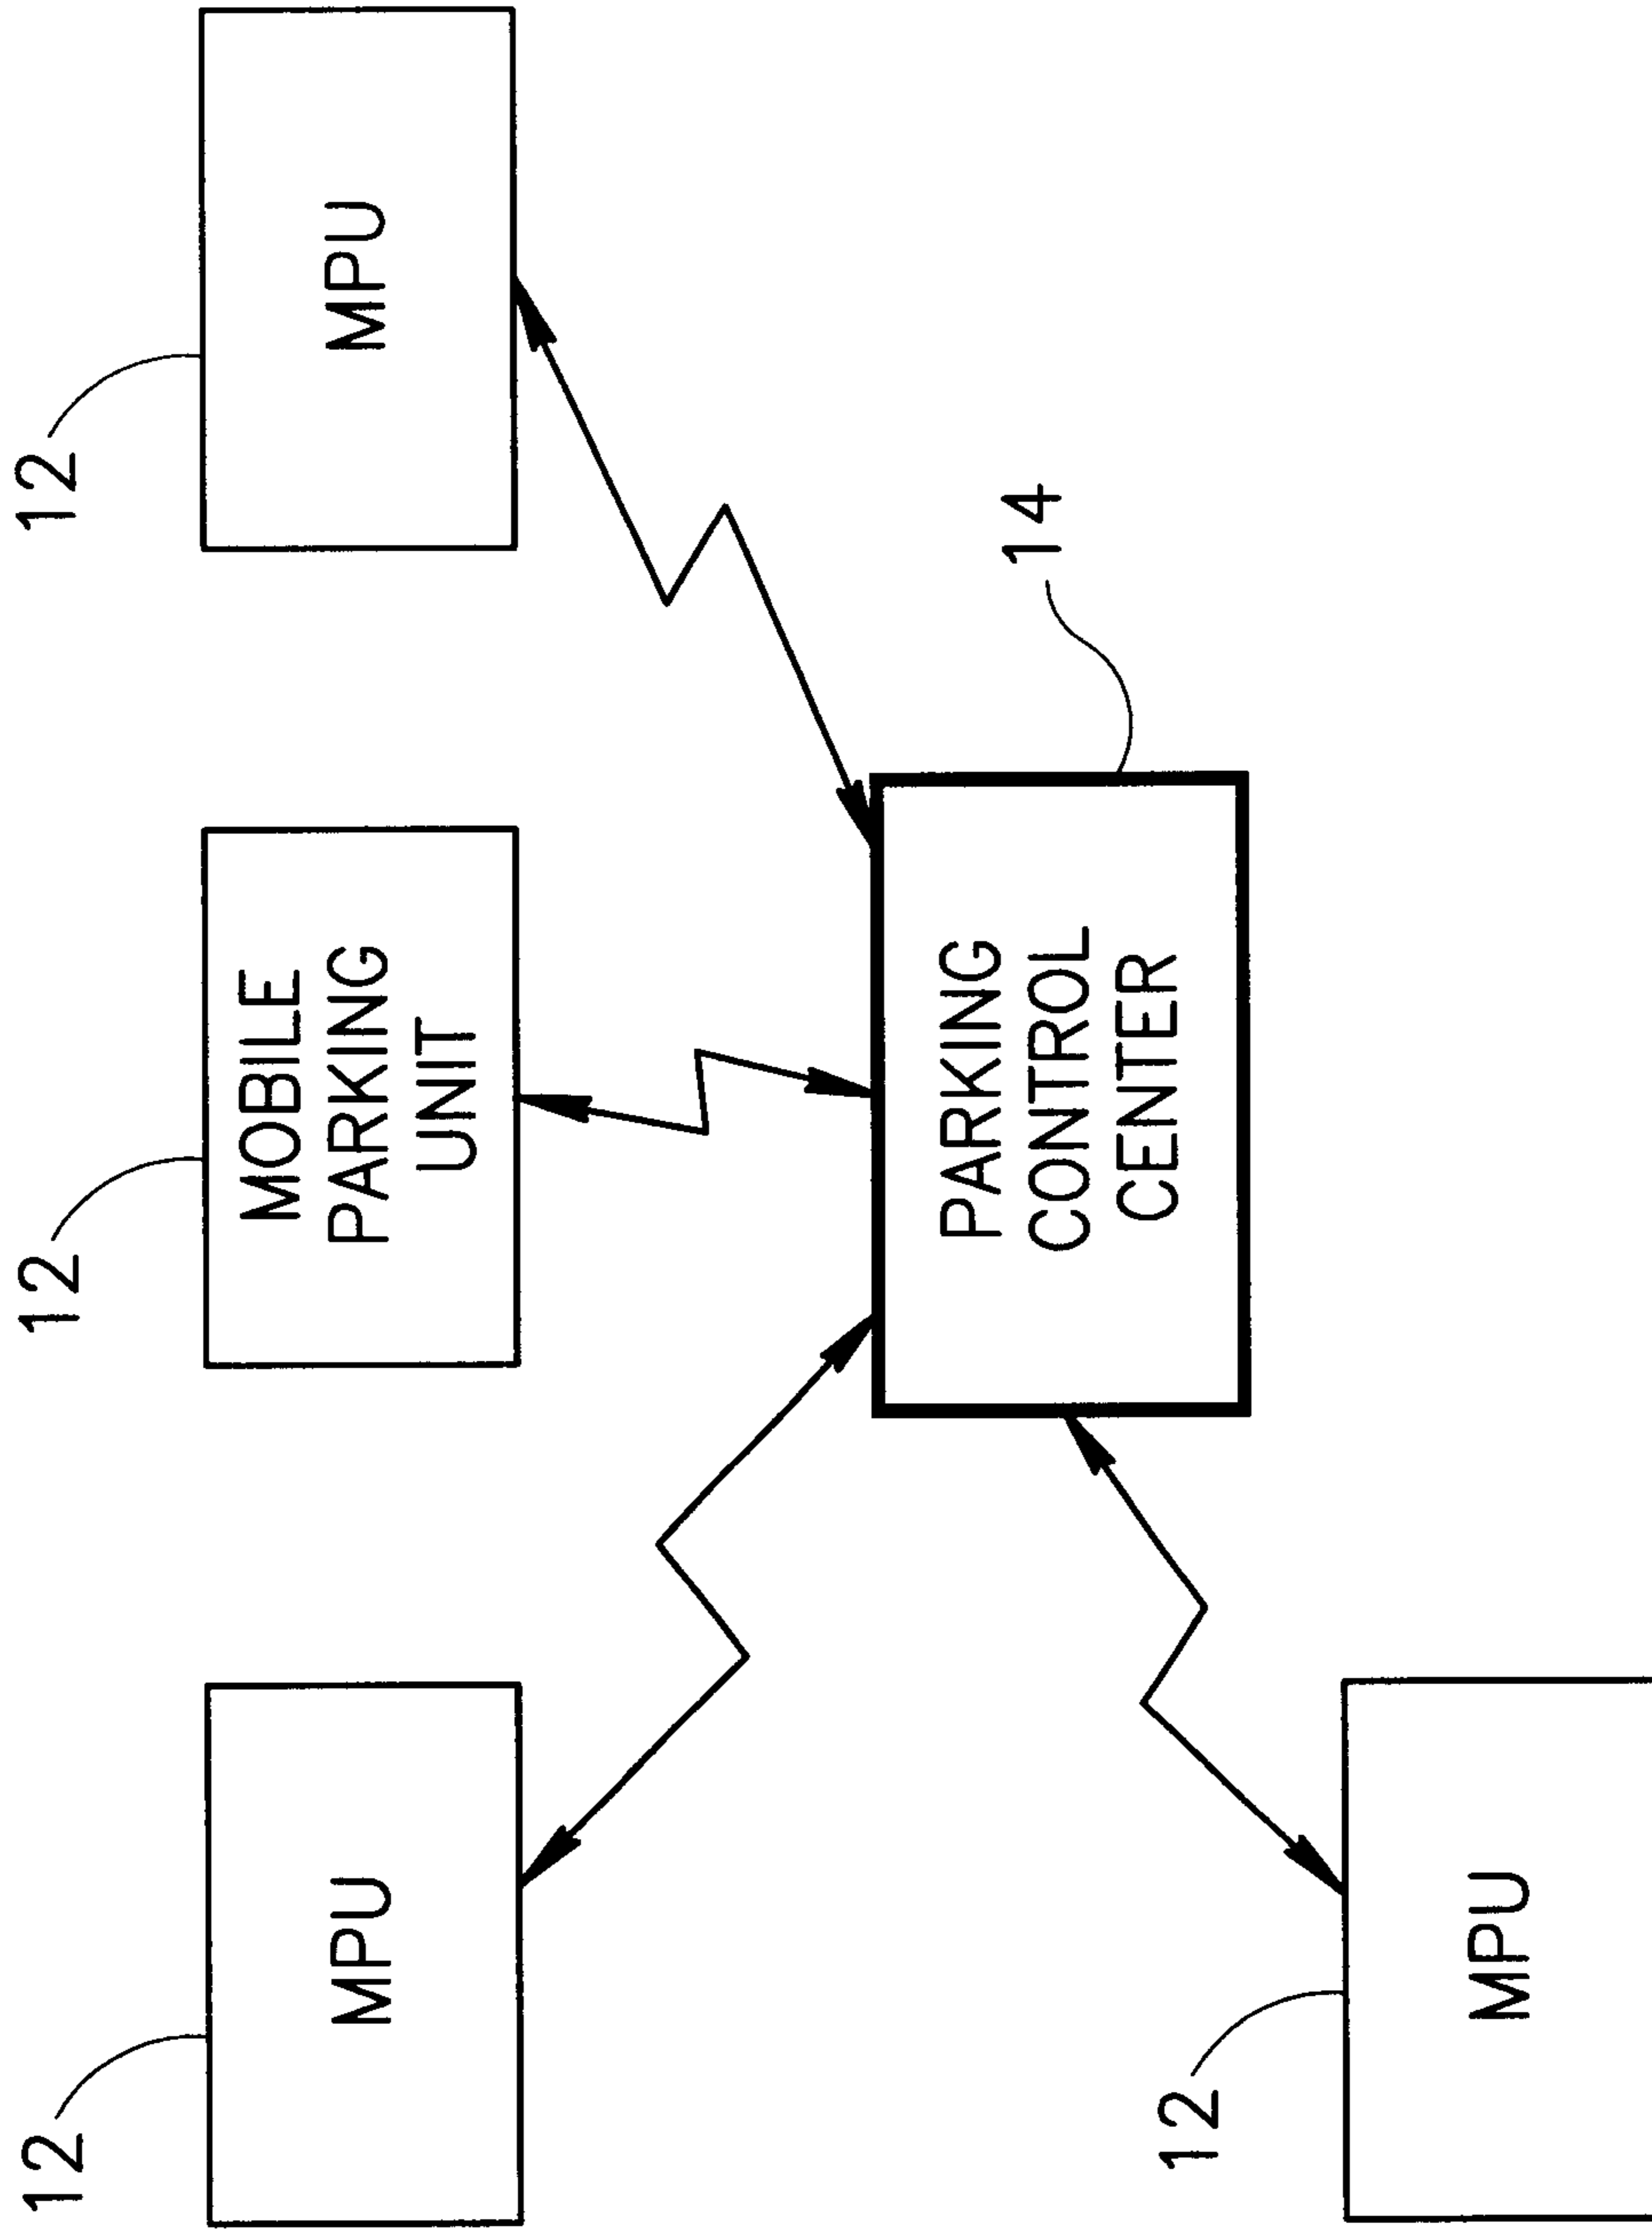 12
MPU
12
MOBILE
PARKING
UNIT
12
MPU
PARKING
CONTROL
CENTER
14
12
MPU